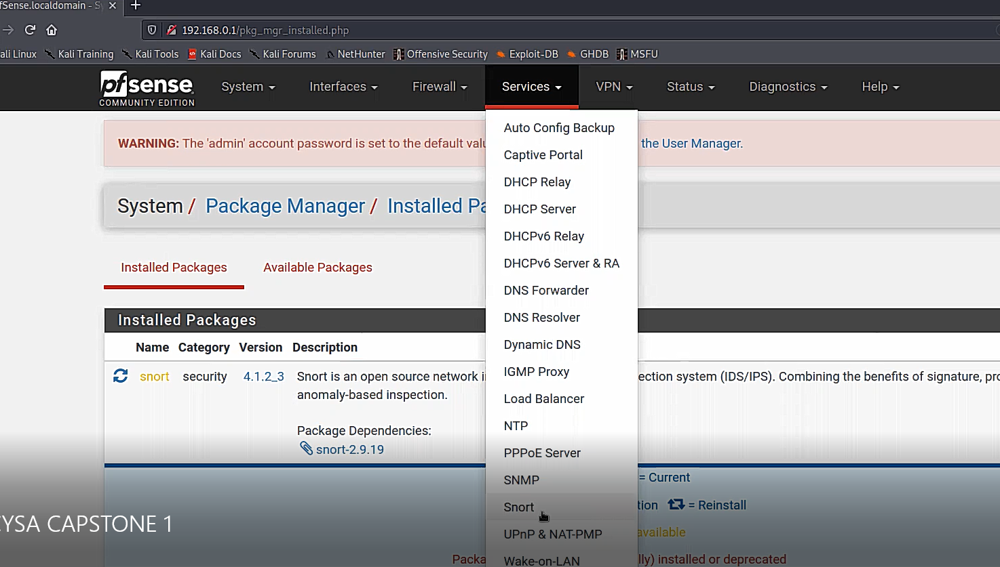 fSense.localdomain - Sy
192.168.0.1/pkg_mgr_installed.php
ali Linux Kali Training Kali Tools Kali Docs Kali Forums NetHunter Offensive Security Exploit-DB GHDB MSFU
pfsense
COMMUNITY EDITION
System Interfaces Firewall Services VPN Status Diagnostics Help
WARNING: The 'admin' account password is set to the default valu
the User Manager.
System / Package Manager / Installed Pa
Installed Packages Available Packages
Installed Packages
Name Category Version Description
snort security 4.1.2_3 Snort is an open source network i
ection system (IDS/IPS). Combining the benefits of signature, pro
anomaly-based inspection.
Package Dependencies:
snort-2.9.19
Auto Config Backup
Captive Portal
DHCP Relay
DHCP Server
DHCPv6 Relay
DHCPv6 Server & RA
DNS Forwarder
DNS Resolver
Dynamic DNS
IGMP Proxy
Load Balancer
NTP
PPPoE Server
SNMP
Snort
UPnP & NAT-PMP
Wake-on-LAN
= Current
tion = Reinstall
available
Packa
lly) installed or deprecated
CYSA CAPSTONE 1